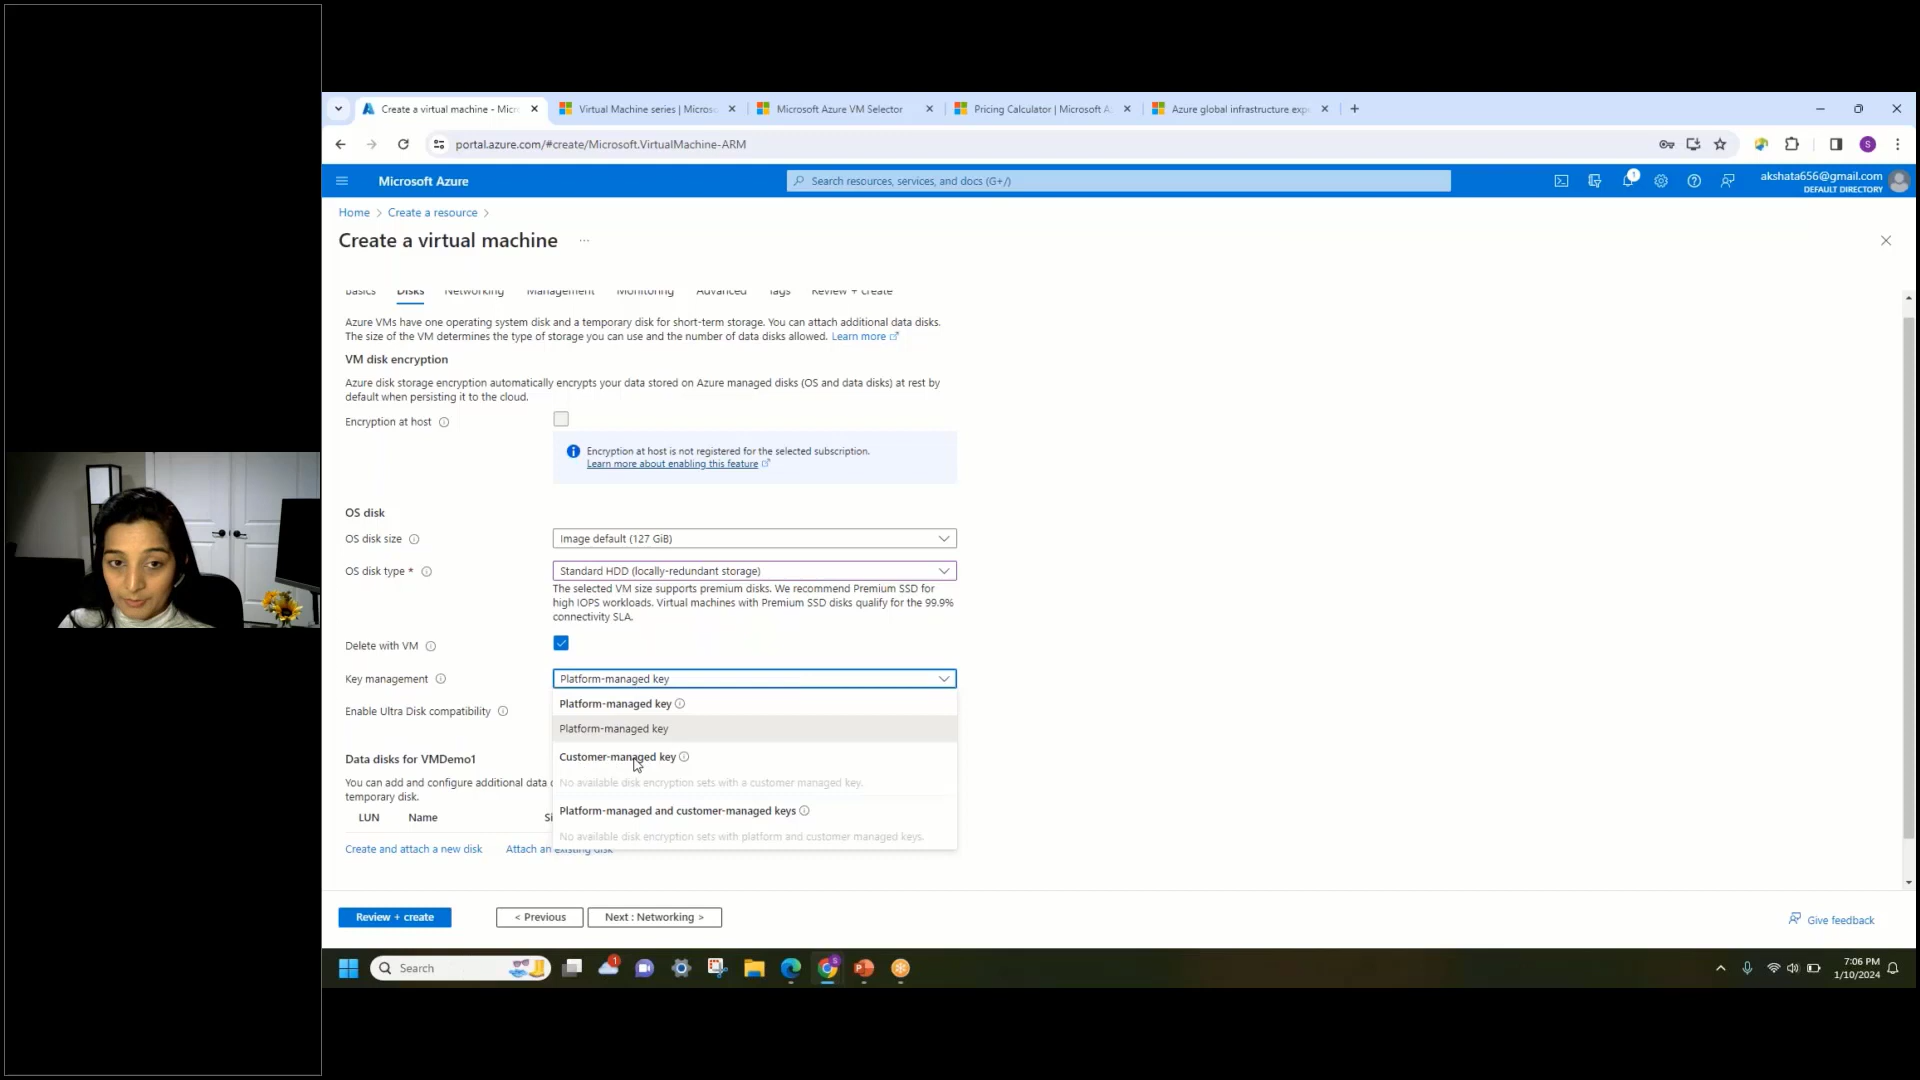 Create a virtual machine - Micr
Virtual Machine series | Micros
Microsoft Azure VM Selector
Pricing Calculator | Microsoft A
Azure global infrastructure exp
portal.azure.com/#create/Microsoft.VirtualMachine-ARM
S
Microsoft Azure
Search resources, services, and docs (G+/)
1
akshata656@gmail.com
DEFAULT DIRECTORY
Home > Create a resource >
Create a virtual machine ...
Basics Disks Networking Management Monitoring Advanced Tags Review + create
Azure VMs have one operating system disk and a temporary disk for short-term storage. You can attach additional data disks.
The size of the VM determines the type of storage you can use and the number of data disks allowed. Learn more
VM disk encryption
Azure disk storage encryption automatically encrypts your data stored on Azure managed disks (OS and data disks) at rest by
default when persisting it to the cloud.
Encryption at host
Encryption at host is not registered for the selected subscription.
Learn more about enabling this feature
OS disk
OS disk size
Image default (127 GiB)
OS disk type *
Standard HDD (locally-redundant storage)
The selected VM size supports premium disks. We recommend Premium SSD for
high IOPS workloads. Virtual machines with Premium SSD disks qualify for the 99.9%
connectivity SLA.
Delete with VM
Key management
Platform-managed key
Platform-managed key
Enable Ultra Disk compatibility
Platform-managed key
Customer-managed key
Data disks for VMDemo1
You can add and configure additional data
No available disk encryption sets with a customer managed key.
temporary disk.
Platform-managed and customer-managed keys
LUN Name Si
No available disk encryption sets with platform and customer managed keys.
Create and attach a new disk Attach an existing disk
Review + create < Previous Next : Networking >
Give feedback
Search
1
S
7:06 PM
1/10/2024